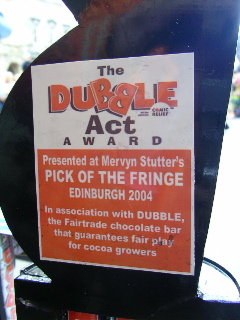 The
DUBBLE
COMIC
RELIEF
Act
AWARD
Presented at Mervyn Stutter's
PICK OF THE FRINGE
EDINBURGH 2004
In association with DUBBLE,
the Fairtrade chocolate bar
that guarantees fair play
for cocoa growers